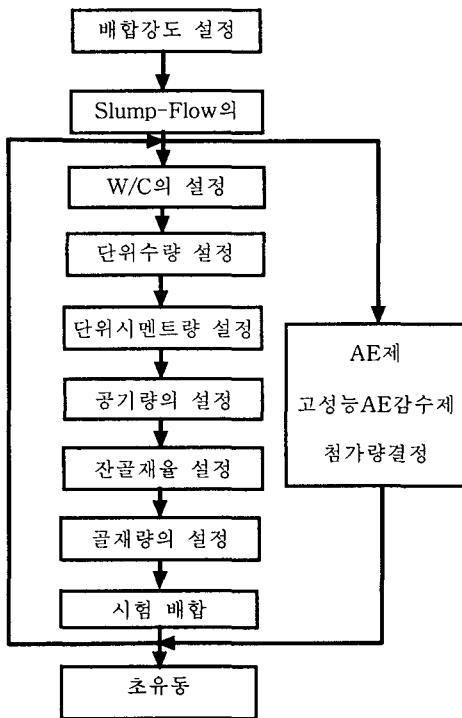 배합강도 설정
Slump-Flow의
W/C의 설정
단위수량 설정
단위시멘트량 설정
공기량의 설정
잔골재율 설정
골재량의 설정
시험 배합
초유동
AE제
고성능AE감수제
첨가량결정